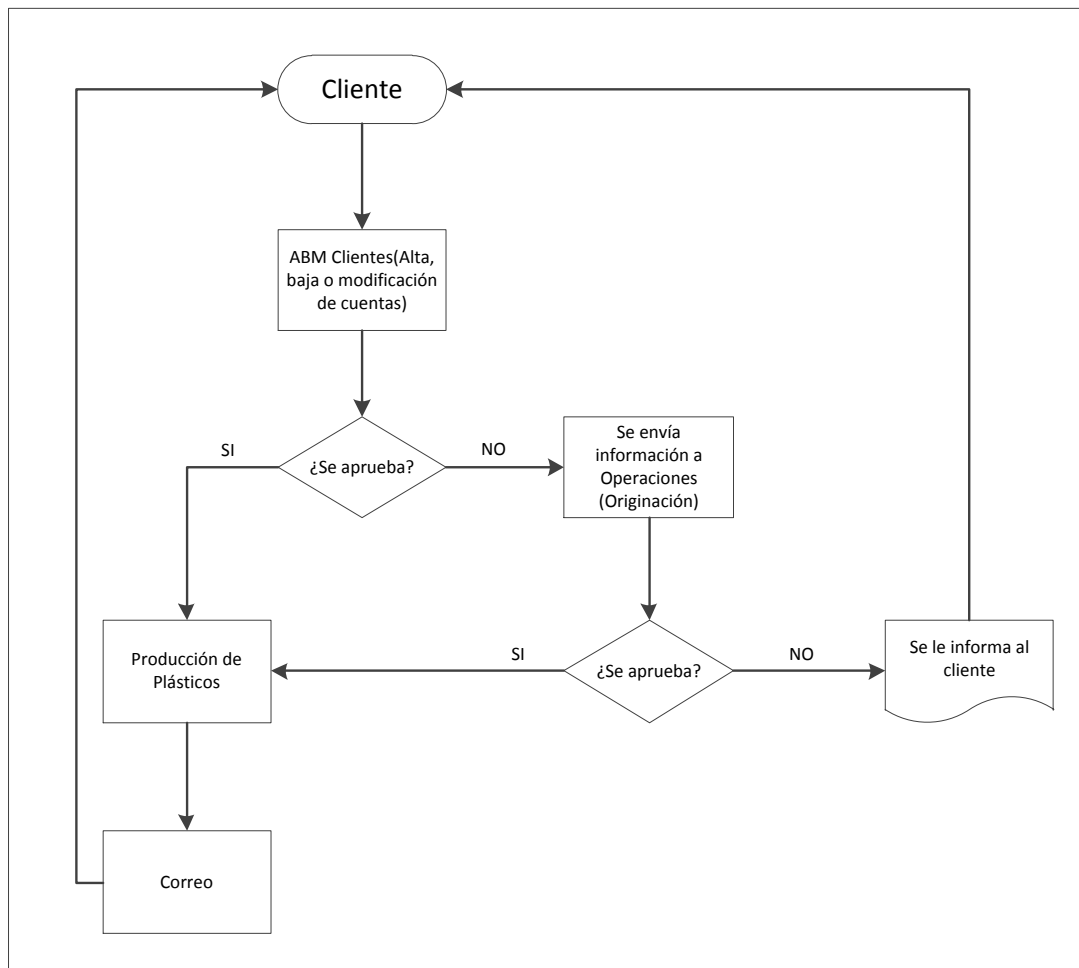 Cliente
ABM Clientes(Alta,
baja o modificación
de cuentas)
¿Se aprueba?
SI
NO
Se envía
información a
Operaciones
(Originación)
Producción de
Plásticos
SI
¿Se aprueba?
NO
Se le informa al
cliente
Correo